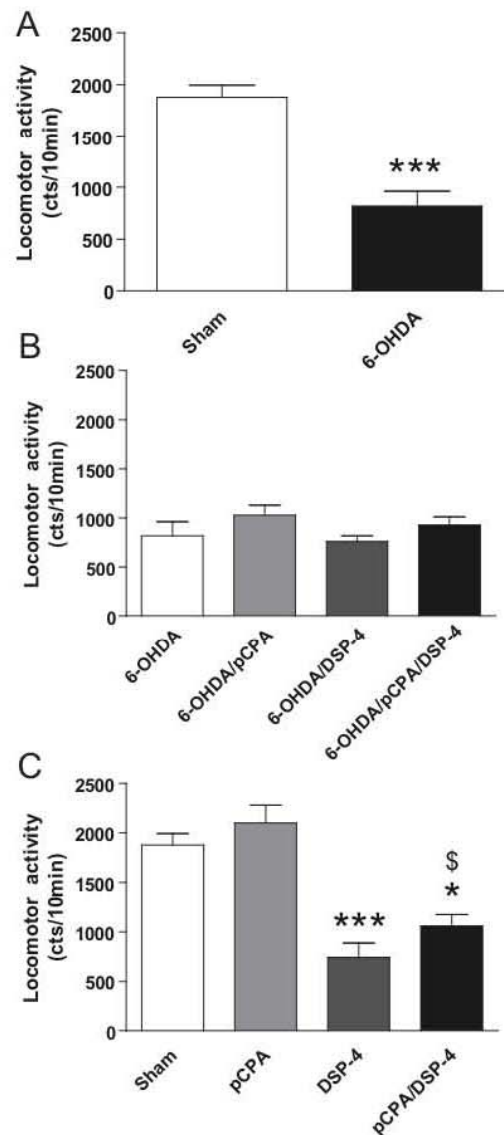 A
Locomotor activity
(cts/10min)
2500
2000
1500
1000
500
0
***
Sham
6-OHDA
B
Locomotor activity
(cts/10min)
2500
2000
1500
1000
500
0
6-OHDA
6-OHDA/pCPA
6-OHDA/DSP-4
6-OHDA/pCPA/DSP-4
C
Locomotor activity
(cts/10min)
2500
2000
1500
1000
500
0
***
$
*
Sham
pCPA
DSP-4
pCPA/DSP-4